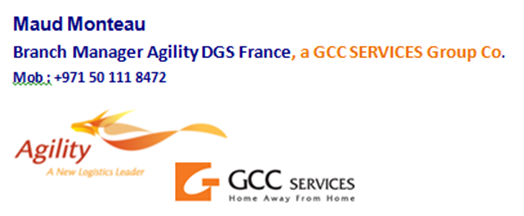 Maud Monteau
Branch Manager Agility DGS France, a GCC SERVICES Group Co.
Mob : +971 50 111 8472
Agility
A New Logistics Leader
GCC SERVICES
Home Away From Home